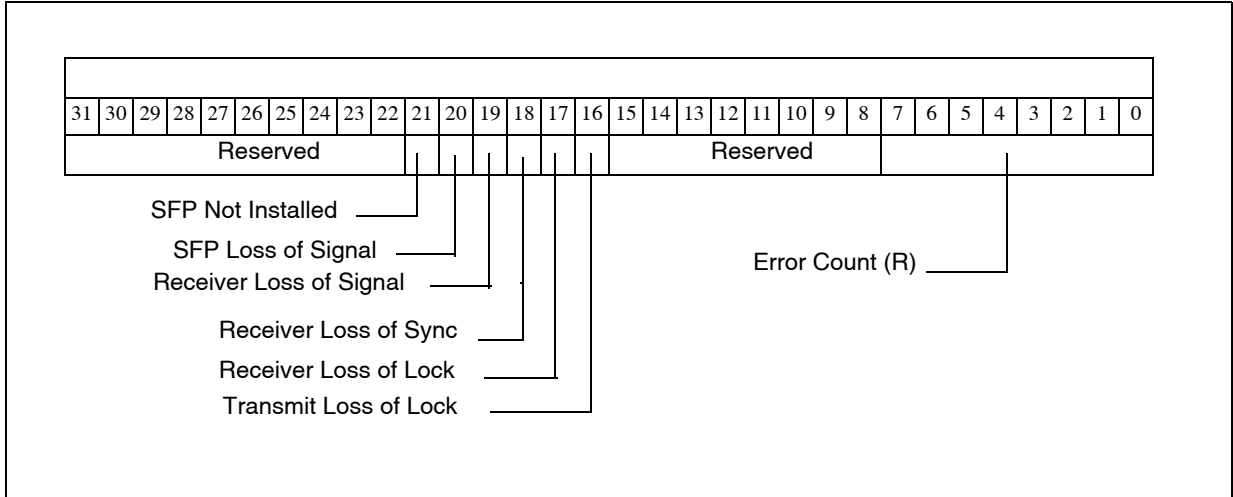 31 30 29 28 27 26 25 24 23 22 21 20 19 18 17 16 15 14 13 12 11 10 9 8 7 6 5 4 3 2 1 0
Reserved Reserved
SFP Not Installed
SFP Loss of Signal
Error Count (R)
Receiver Loss of Signal
Receiver Loss of Sync
Receiver Loss of Lock
Transmit Loss of Lock